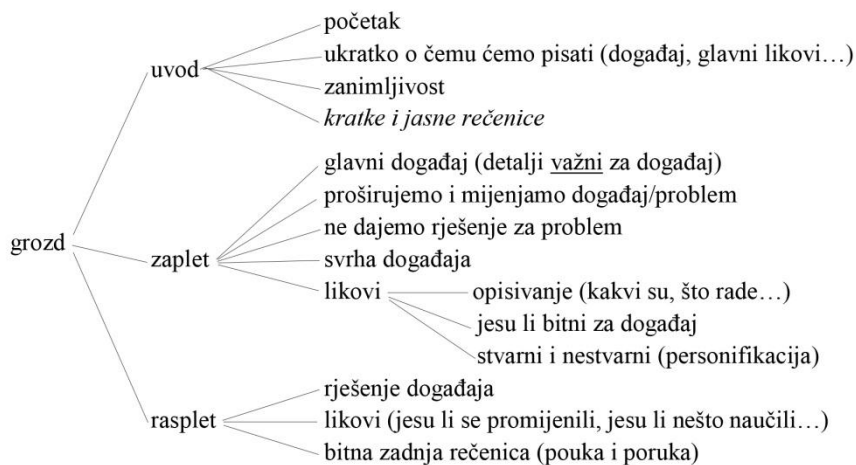 početak
ukratko o čemu ćemo pisati (događaj, glavni likovi…)
uvod
zanimljivost
kratke i jasne rečenice
glavni događaj (detalji važni za događaj)
proširujemo i mijenjamo događaj/problem
ne dajemo rješenje za problem
grozd
zaplet
svrha događaja
likovi
opisivanje (kakvi su, što rade…)
jesu li bitni za događaj
stvarni i nestvarni (personifikacija)
rješenje događaja
rasplet
likovi (jesu li se promijenili, jesu li nešto naučili…)
bitna zadnja rečenica (pouka i poruka)